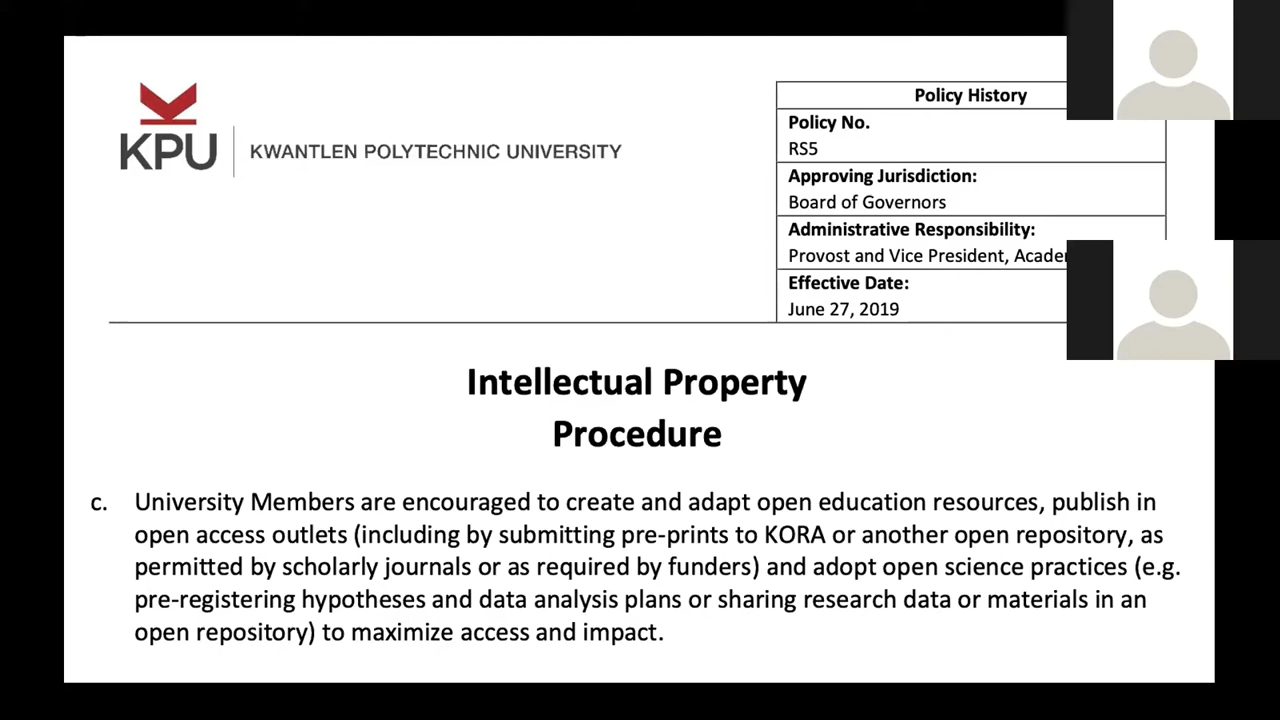 KPU
KWANTLEN POLYTECHNIC UNIVERSITY
Policy History
Policy No.
RS5
Approving Jurisdiction:
Board of Governors
Administrative Responsibility:
Provost and Vice President,
Effective Date:
June 27, 2019
Intellectual Property
Procedure
c. University Members are encouraged to create and adapt open education resources, publish in
open access outlets (including by submitting pre-prints to KORA or another open repository, as
permitted by scholarly journals or as required by funders) and adopt open science practices (e.g.
pre-registering hypotheses and data analysis plans or sharing research data or materials in an
open repository) to maximize access and impact.